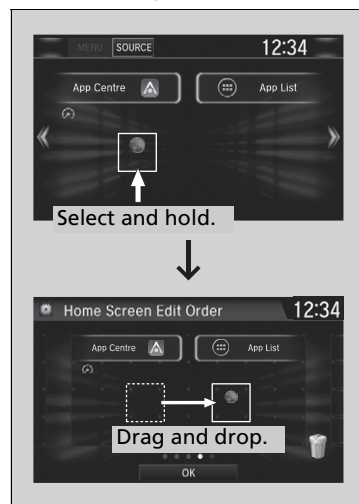 MENU SOURCE 12:34
App Centre App List
Select and hold.
Home Screen Edit Order 12:34
App Centre App List
Drag and drop.
OK